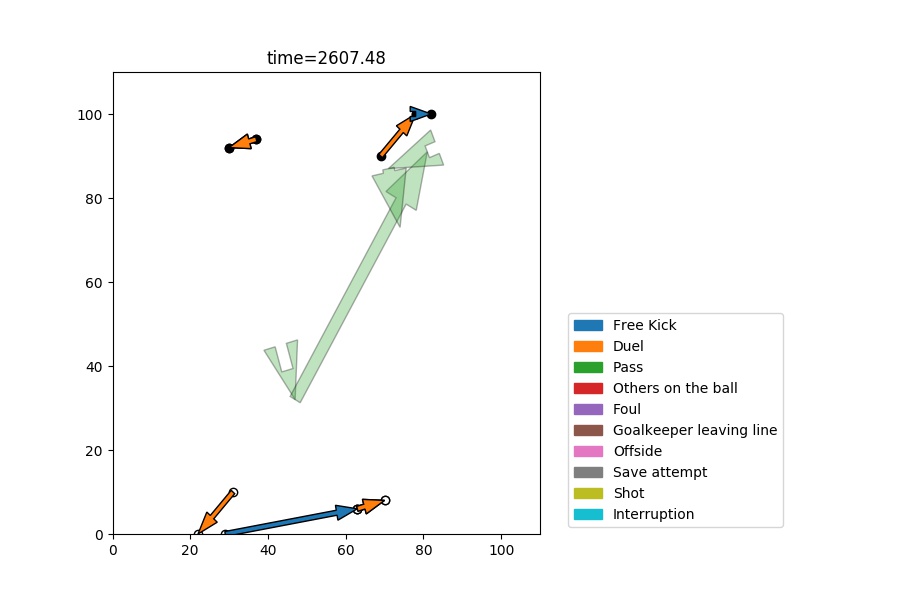 time=2607.48
100
80
60
40
20
0
0 20 40 60 80 100
Free Kick
Duel
Pass
Others on the ball
Foul
Goalkeeper leaving line
Offside
Save attempt
Shot
Interruption